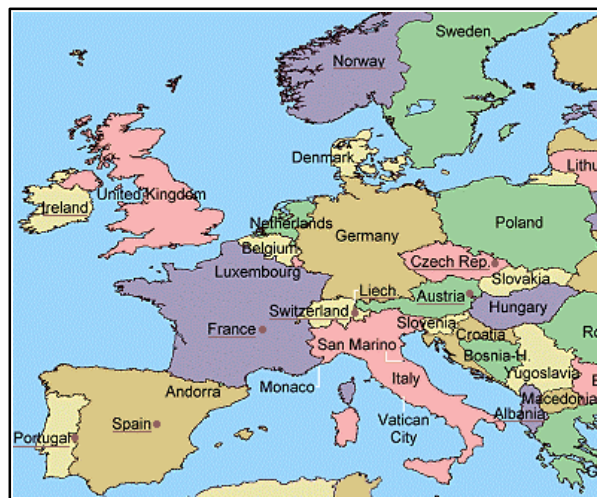 Sweden
Norway
Denmark
Lithu
United Kingdom
Ireland
Netherlands
Poland
Germany
Belgium
Czech Rep.
Luxembourg
Slovakia
Liech.
Austria
Hungary
Switzerland
Slovenia
France
Ro
Croatia
San Marino
Bosnia-H.
Yugoslavia
Italy
Monaco
Andorra
Macedonia
Albania
Vatican
City
Spain
Portugal